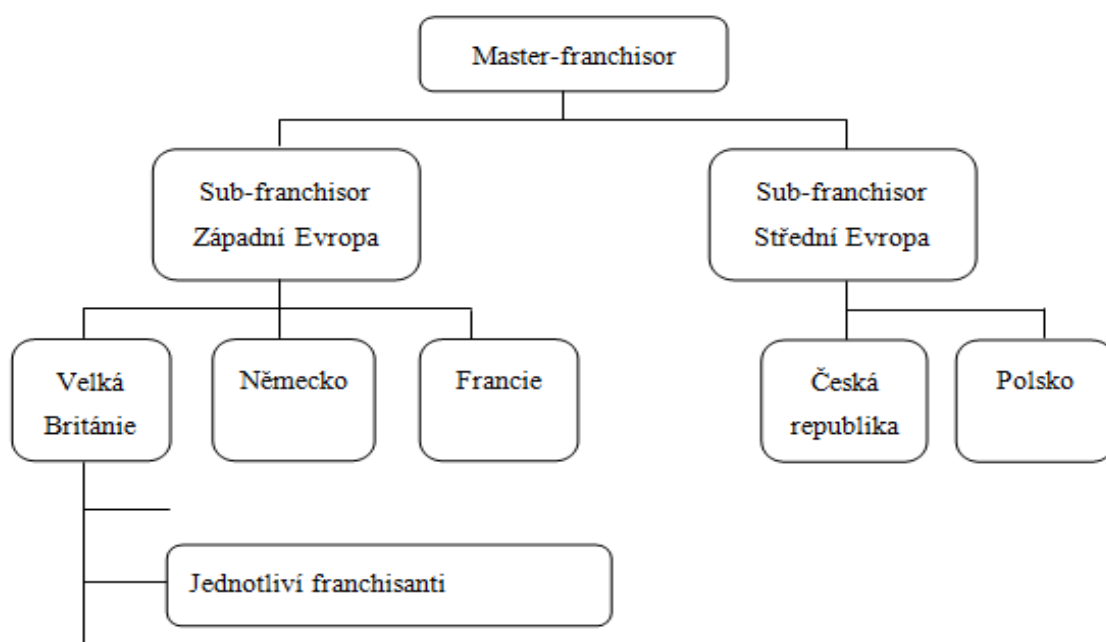 Master-franchisor
Sub-franchisor
Západní Evropa
Sub-franchisor
Střední Evropa
Velká
Británie
Německo
Francie
Česká
republika
Polsko
Jednotliví franchisanti